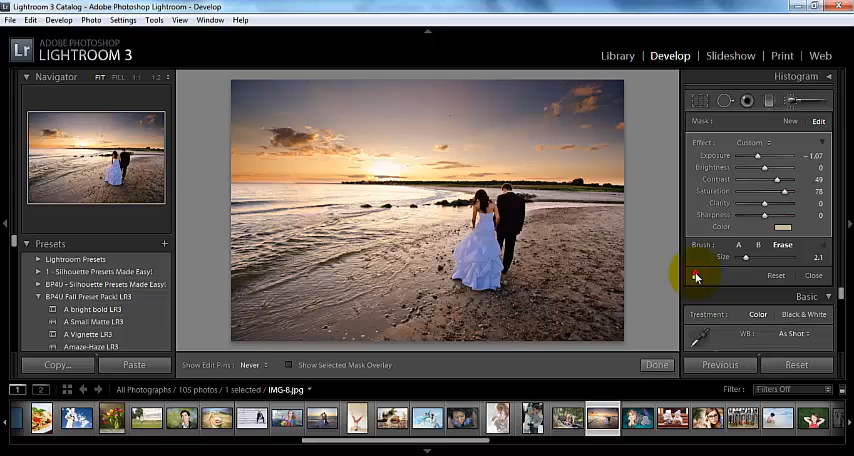 Lightroom 3 Catalog - Adobe Photoshop Lightroom - Develop
File Edit Develop Photo Settings Tools View Window Help
Lr ADOBE PHOTOSHOP
LIGHTROOM 3
Library | Develop | Slideshow | Print | Web
Navigator FIT FILL 1:1 1:2
Histogram
Mask : New Edit
Effect : Custom
Exposure - 1.07
Brightness 0
Contrast 49
Saturation 78
Clarity 0
Sharpness 0
Color
Brush : A B Erase
Size 2.1
Reset Close
Basic
Treatment : Color Black & White
WB : As Shot
Presets +
Lightroom Presets
1 - Silhouette Presets Made Easy!
BP4U - Silhouette Presets Made Easy!
BP4U Fall Preset Pack! LR3
A bright bold LR3
A Small Matte LR3
A Vignette LR3
Amaze-Haze LR3
Copy... Paste
Show Edit Pins : Never Show Selected Mask Overlay Done
Previous Reset
1 2 All Photographs / 105 photos / 1 selected / IMG-8.jpg Filter : Filters Off